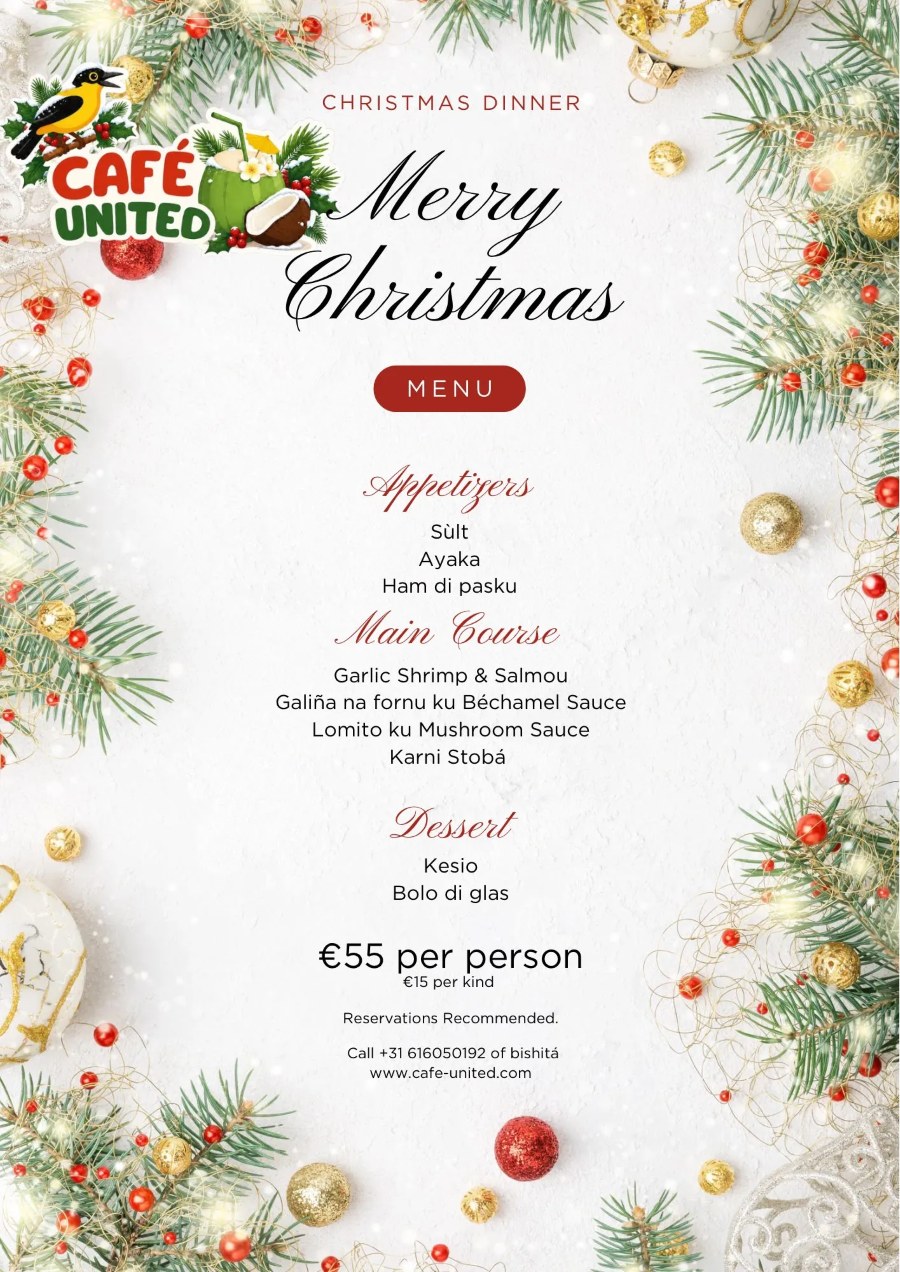 CHRISTMAS DINNER
CAFÉ
UNITED
Merry
Christmas
MENU
Appetizers
Sùlt
Ayaka
Ham di pasku
Main Course
Garlic Shrimp & Salmou
Galiña na fornu ku Béchamel Sauce
Lomito ku Mushroom Sauce
Karni Stobá
Dessert
Kesio
Bolo di glas
€55 per person
€15 per kind
Reservations Recommended.
Call +31 616050192 of bishitá
www.cafe-united.com